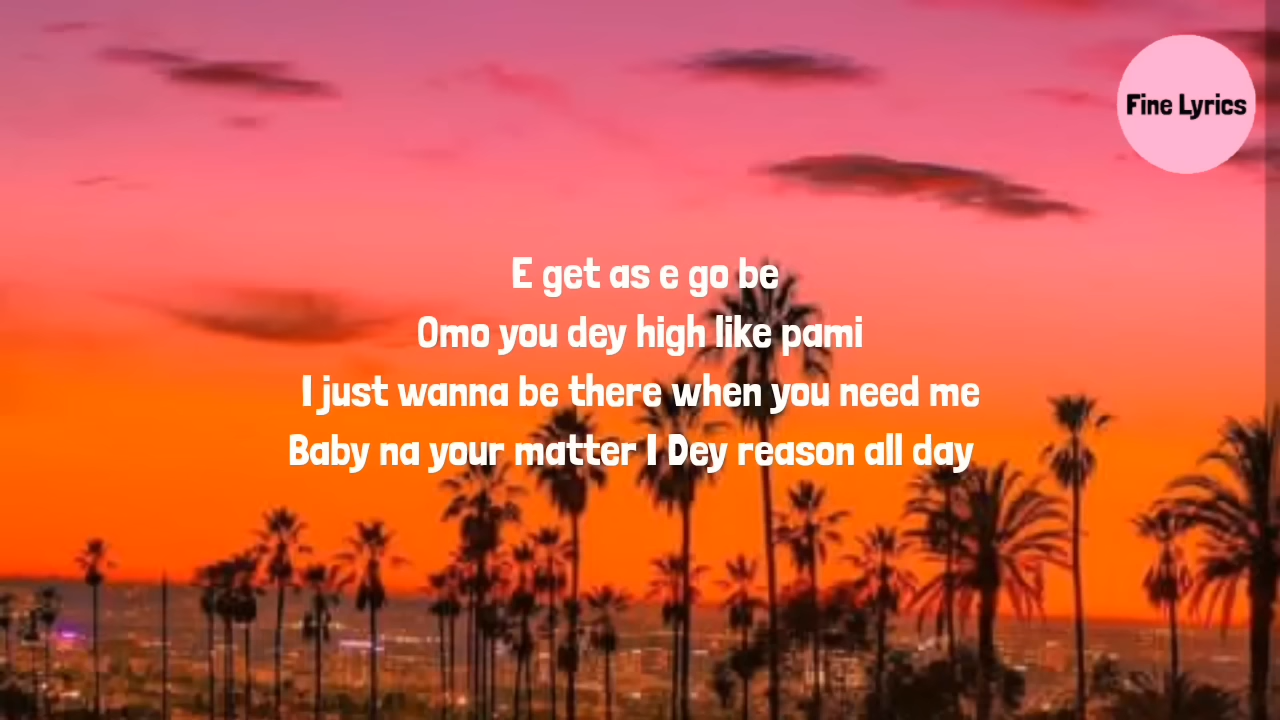 Fine Lyrics
E get as e go be
Omo you dey high like pami
I just wanna be there when you need me
Baby na your matter I Dey reason all day